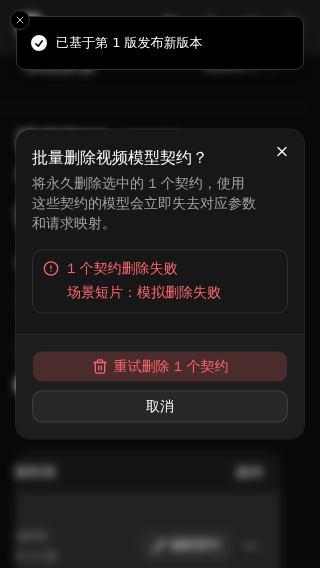 已基于第 1 版发布新版本
批量删除视频模型契约？
将永久删除选中的 1 个契约，使用
这些契约的模型会立即失去对应参数
和请求映射。
1 个契约删除失败
场景短片：模拟删除失败
重试删除 1 个契约
取消